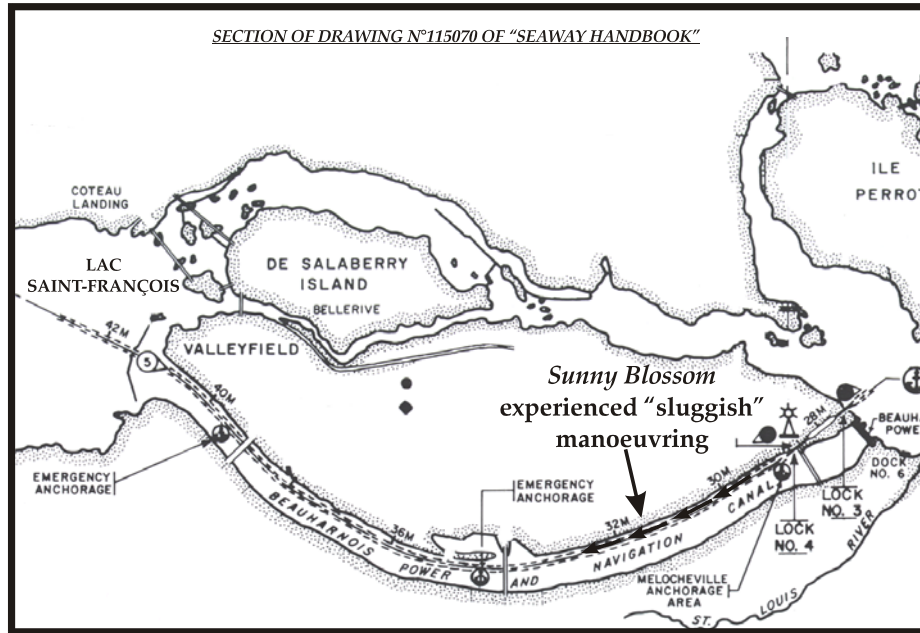 SECTION OF DRAWING N°115070 OF “SEAWAY HANDBOOK”
COTEAU
LANDING
LAC
SAINT-FRANÇOIS
DE SALABERRY
ISLAND
BELLERIVE
ILE
PERROT
42M
5
VALLEYFIELD
40M
Sunny Blossom
experienced “sluggish”
manoeuvring
28M
BEAUHA
POWE
DOCK
NO. 6
EMERGENCY
ANCHORAGE
EMERGENCY
ANCHORAGE
30M
32M
36M
LOCK
NO. 3
LOCK
NO. 4
BEAUHARNOIS POWER AND NAVIGATION CANAL
MELOCHEVILLE
ANCHORAGE
AREA
ST. LOUIS RIVER